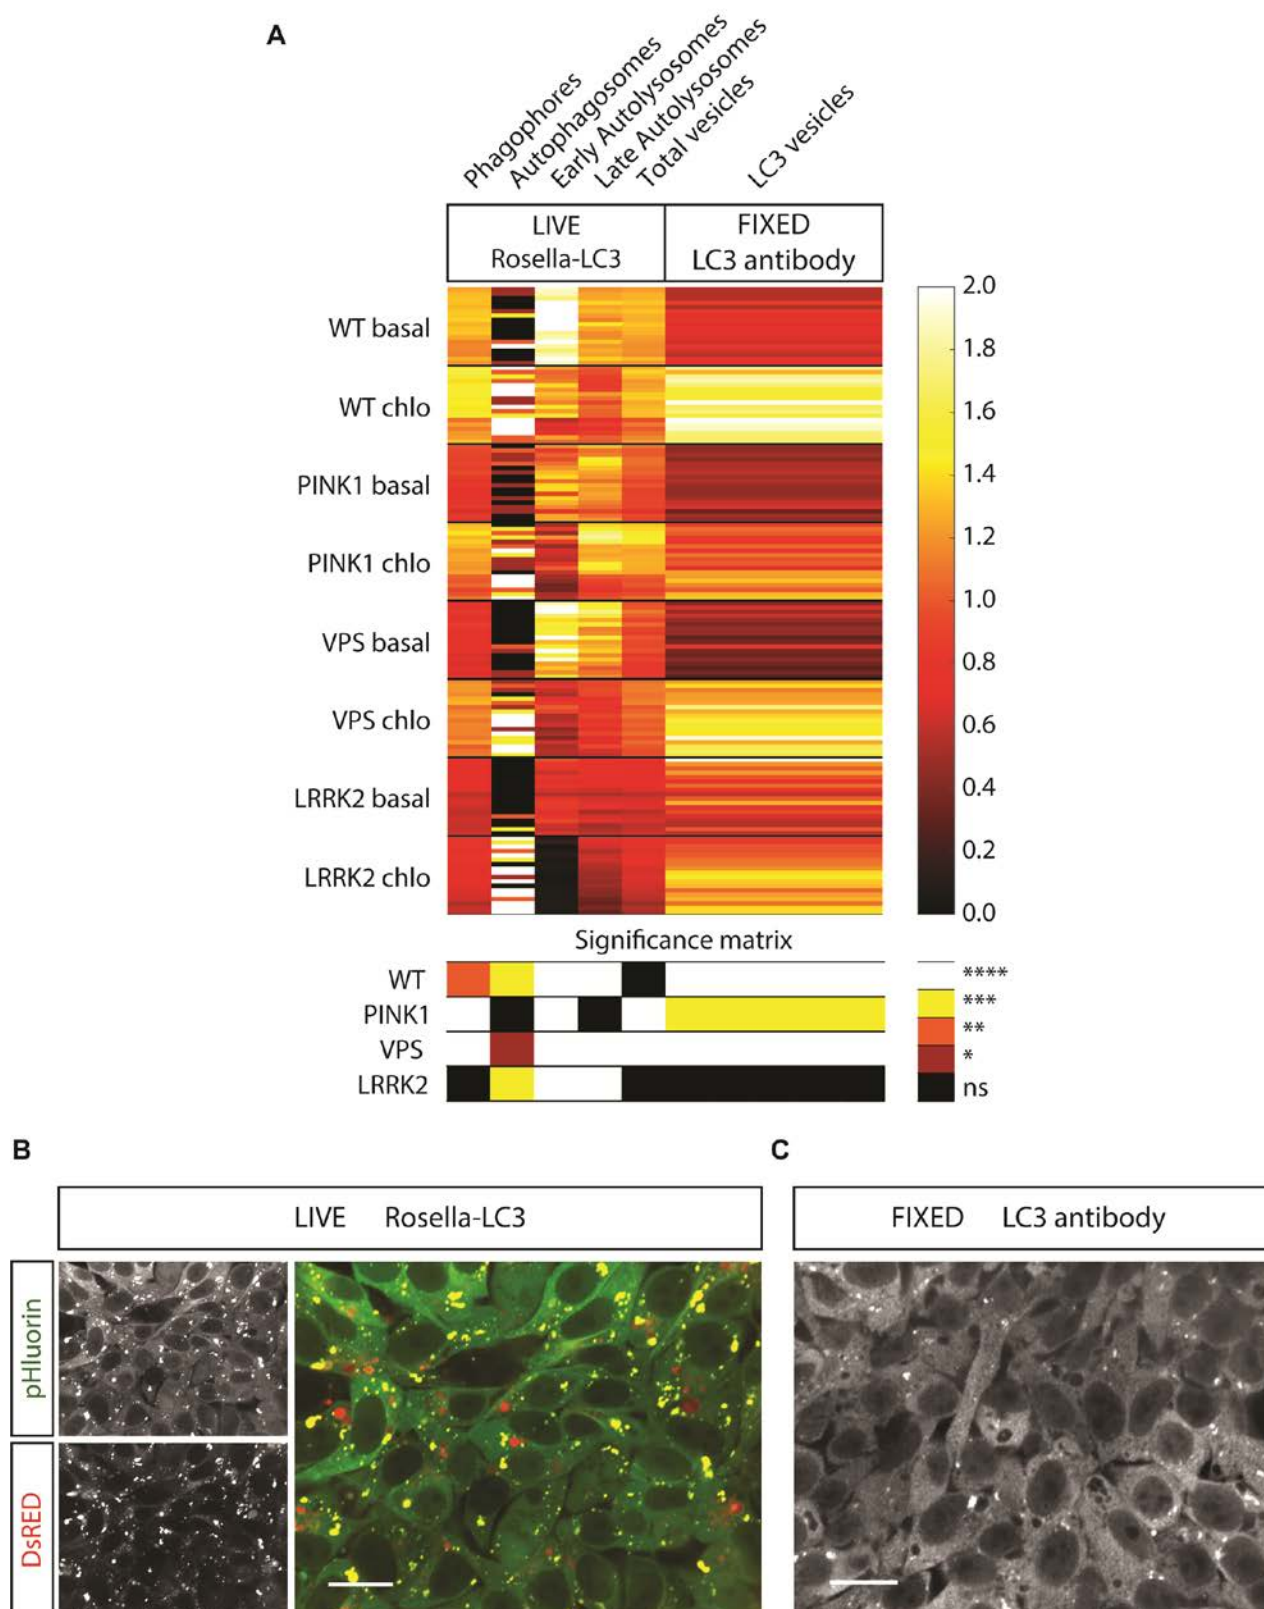 A
Phagophores
Autophagosomes
Early Autolysosomes
Late Autolysosomes
Total vesicles
LC3 vesicles
LIVE
Rosella-LC3
FIXED
LC3 antibody
WT basal
WT chlo
PINK1 basal
PINK1 chlo
VPS basal
VPS chlo
LRRK2 basal
LRRK2 chlo
2.0
1.8
1.6
1.4
1.2
1.0
0.8
0.6
0.4
0.2
0.0
Significance matrix
WT
PINK1
VPS
LRRK2
****
***
**
*
ns
B
LIVE Rosella-LC3
pHluorin
DsRED
C
FIXED LC3 antibody